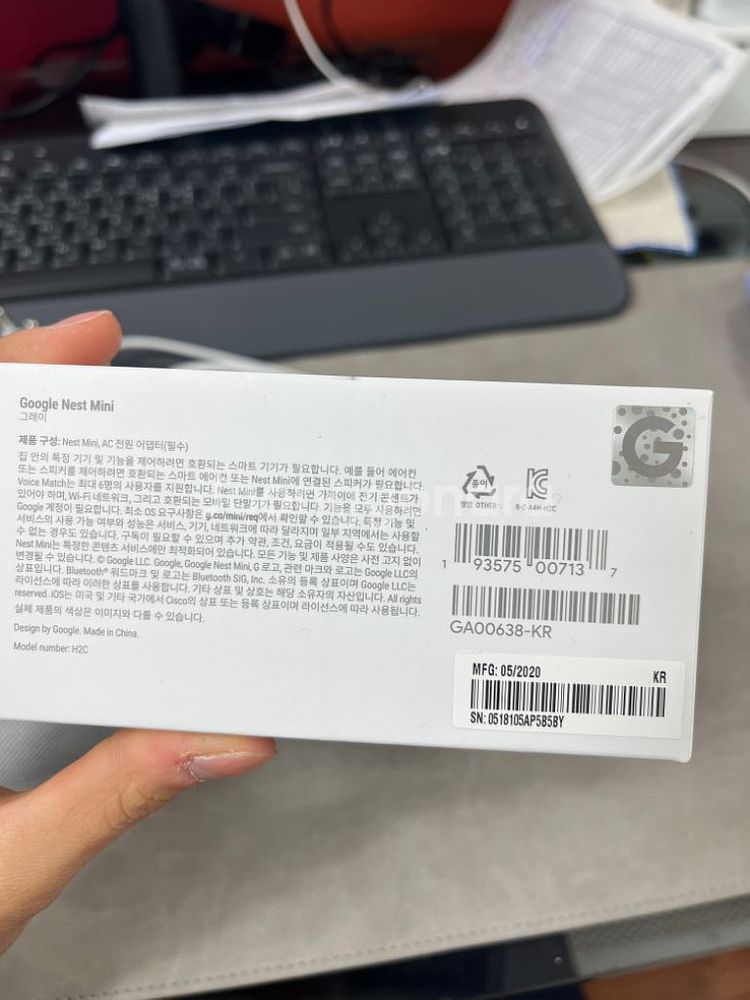 Google Nest Mini
그레이
제품 구성: Nest Mini, AC 전원 어댑터(필수)
집 안의 특정 기기 및 기능을 제어하려면 호환되는 스마트 기기가 필요합니다. 예를 들어 에어컨
또는 스피커를 제어하려면 호환되는 스마트 에어컨 또는 Nest Mini에 연결된 스피커가 필요합니다.
Voice Match는 최대 6명의 사용자를 지원합니다. Nest Mini를 사용하려면 가까이에 전기 콘센트가
있어야 하며, Wi-Fi 네트워크, 그리고 호환되는 모바일 단말기가 필요합니다. 기능을 모두 사용하려면
Google 계정이 필요합니다. 최소 OS 요구사항은 g.co/mini/req에서 확인할 수 있습니다. 특정 기능 및
서비스의 사용 가능 여부와 성능은 서비스, 기기, 네트워크에 따라 달라지며 일부 지역에서는 사용할
수 없는 경우도 있습니다. 구독이 필요할 수 있으며 추가 약관, 조건, 요금이 적용될 수도 있습니다.
Nest Mini는 특정한 콘텐츠 서비스에만 최적화되어 있습니다. 모든 기능 및 제품 사양은 사전 고지 없이
변경될 수 있습니다. © Google LLC. Google, Google Nest Mini, G 로고, 관련 마크와 로고는 Google LLC의
상표입니다. Bluetooth® 워드마크 및 로고는 Bluetooth SIG, Inc. 소유의 등록 상표이며 Google LLC는
라이선스에 따라 이러한 상표를 사용합니다. 기타 상표 및 상호는 해당 소유자의 자산입니다. All rights
reserved. iOS는 미국 및 기타 국가에서 Cisco의 상표 또는 등록 상표이며 라이선스에 따라 사용됩니다.
실제 제품의 색상은 이미지와 다를 수 있습니다.
Design by Google. Made in China.
Model number: H2C
G
종이
R-C-A4H-H2C
1 93575 00713 7
GA00638-KR
MFG: 05/2020 KR
SN: 0518105AP5B5BY